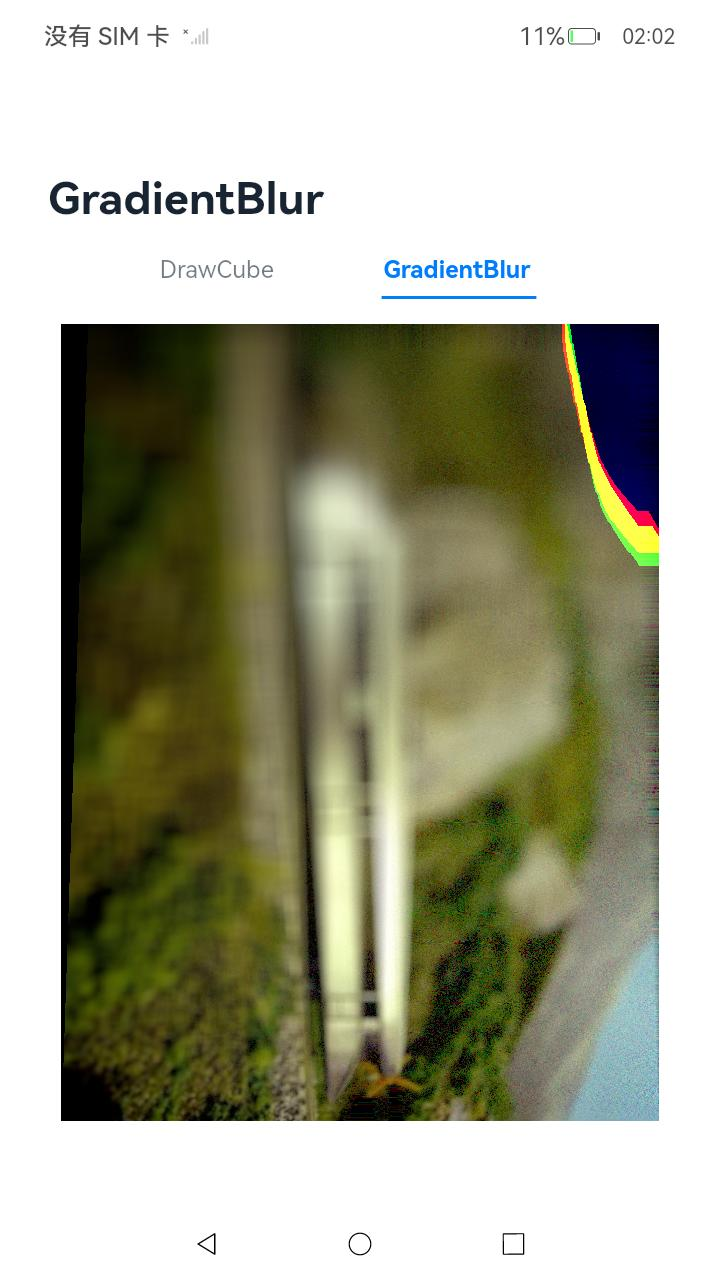 没有 SIM 卡 11% 02:02
GradientBlur
DrawCube GradientBlur